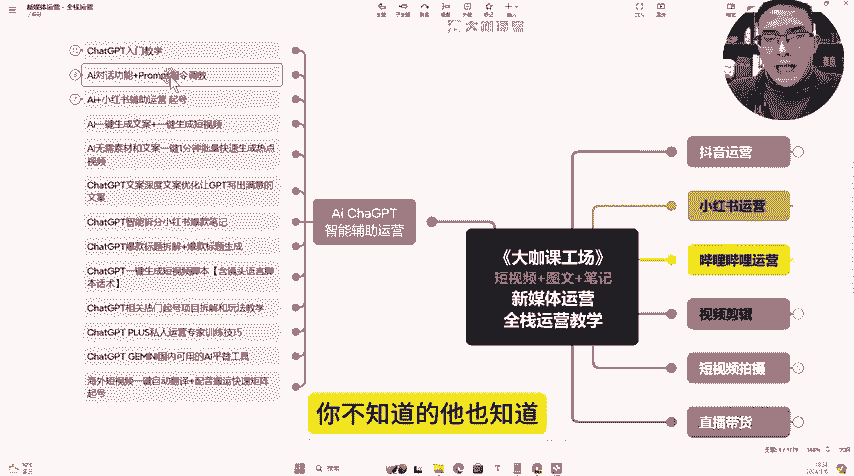 新媒体运营 - 全栈运营
ChatGPT入门教学
Ai对话功能+Promp指令调教
Ai+小红书辅助运营 起号
Ai一键生成文案+一键生成短视频
Ai无需素材和文案一键1分钟批量快速生成热点
视频
ChatGPT文案深度文案优化让GPT写出满意的
文案
ChatGPT智能拆分小红书爆款笔记
ChatGPT爆款标题拆解+爆款标题生成
ChatGPT一键生成短视频脚本【含镜头语言脚
本话术】
ChatGPT相关热门起号项目拆解和玩法教学
ChatGPT PLUS私人运营专家训练技巧
ChatGPT GEMINI国内可用的AI平替工具
海外短视频一键自动翻译+配音搬运快速矩阵
起号
Ai ChaGPT
智能辅助运营
《大咖课工场》
短视频+图文+笔记
新媒体运营
全栈运营教学
抖音运营
小红书运营
哔哩哔哩运营
视频剪辑
短视频拍摄
直播带货
你不知道的他也知道
搜索